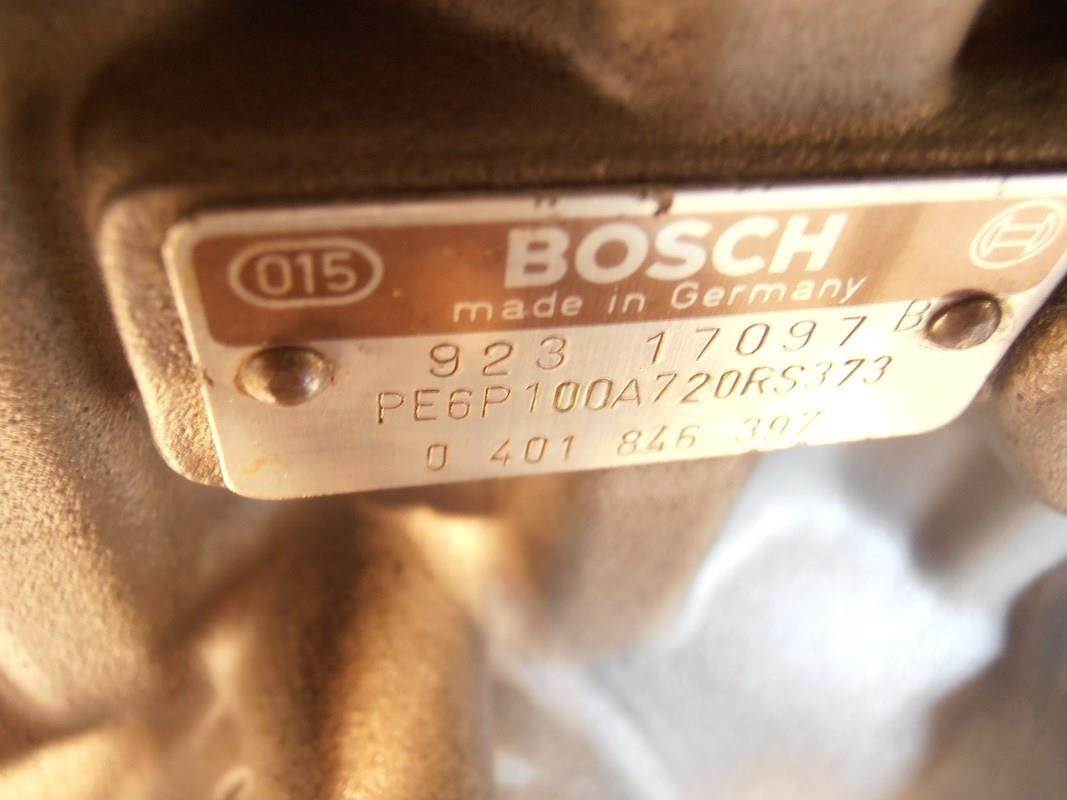 015
BOSCH
made in Germany
923 17097 B
PE6P100A720RS373
0 401 846 397